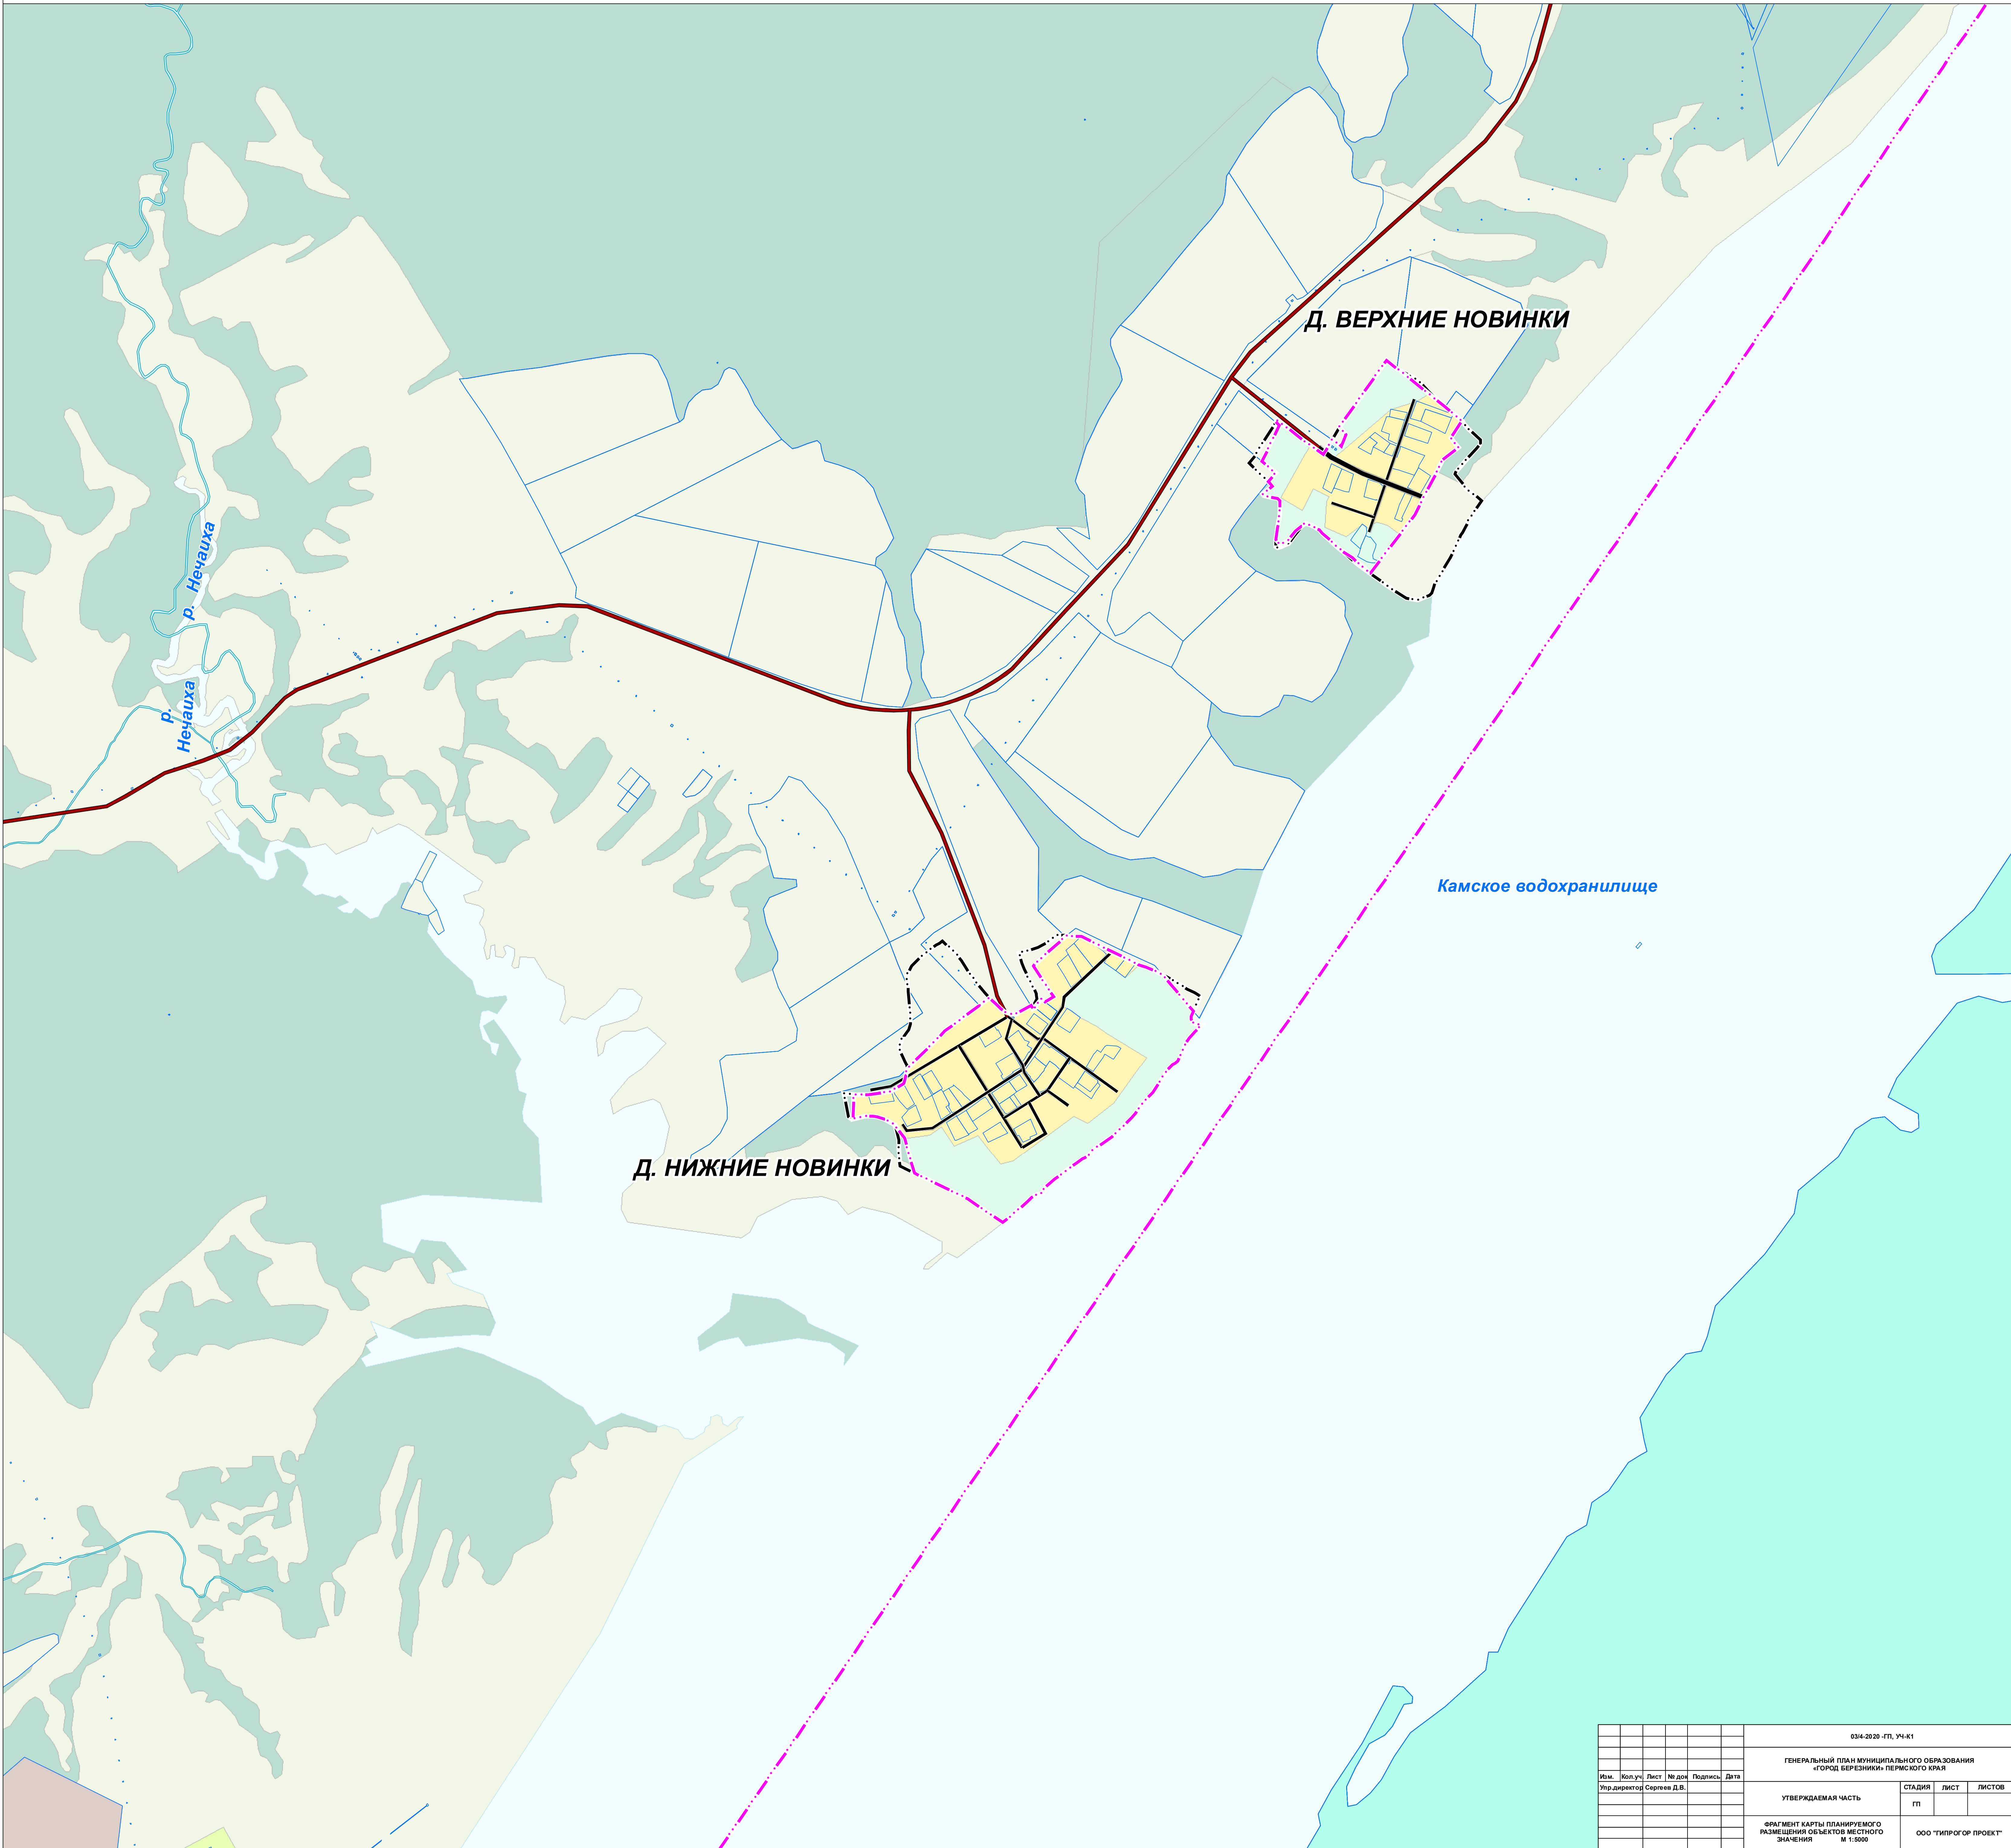 Д. ВЕРХНИЕ НОВИНКИ
р. Нечаиха
р.
Нечаиха
Камское водохранилище
Д. НИЖНИЕ НОВИНКИ
03/4-2020 -ГП, УЧ-К1
ГЕНЕРАЛЬНЫЙ ПЛАН МУНИЦИПАЛЬНОГО ОБРАЗОВАНИЯ
«ГОРОД БЕРЕЗНИКИ» ПЕРМСКОГО КРАЯ
Изм. Кол.уч Лист № док Подпись Дата
Упр.директор Сергеев Д.В.
УТВЕРЖДАЕМАЯ ЧАСТЬ
СТАДИЯ ЛИСТ ЛИСТОВ
ГП
ФРАГМЕНТ КАРТЫ ПЛАНИРУЕМОГО
РАЗМЕЩЕНИЯ ОБЪЕКТОВ МЕСТНОГО
ЗНАЧЕНИЯ М 1:5000
ООО "ГИПРОГОР ПРОЕКТ"